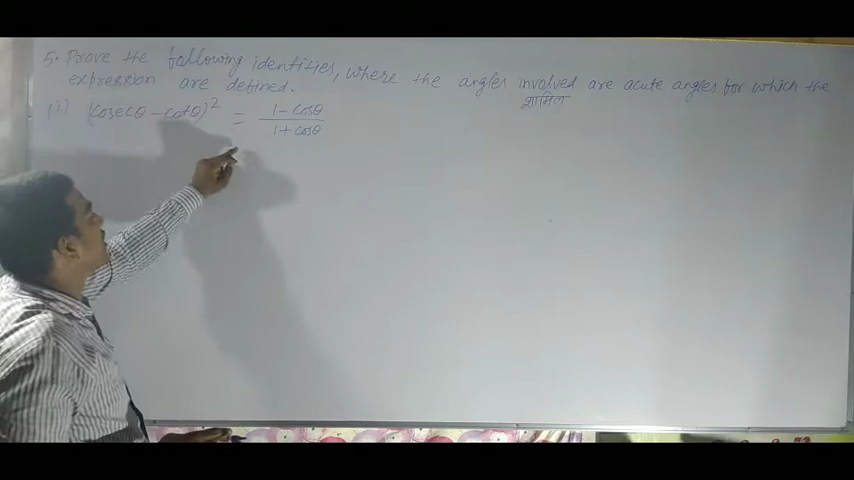 5. Prove the following identities, where the angles involved are acute angles for which the
expression are defined.
शामिल
(i) (cosecθ - cotθ)² = 1 - cosθ / 1 + cosθ